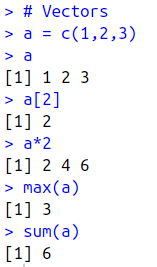 > # Vectors
> a = c(1,2,3)
> a
[1] 1 2 3
> a[2]
[1] 2
> a*2
[1] 2 4 6
> max(a)
[1] 3
> sum(a)
[1] 6